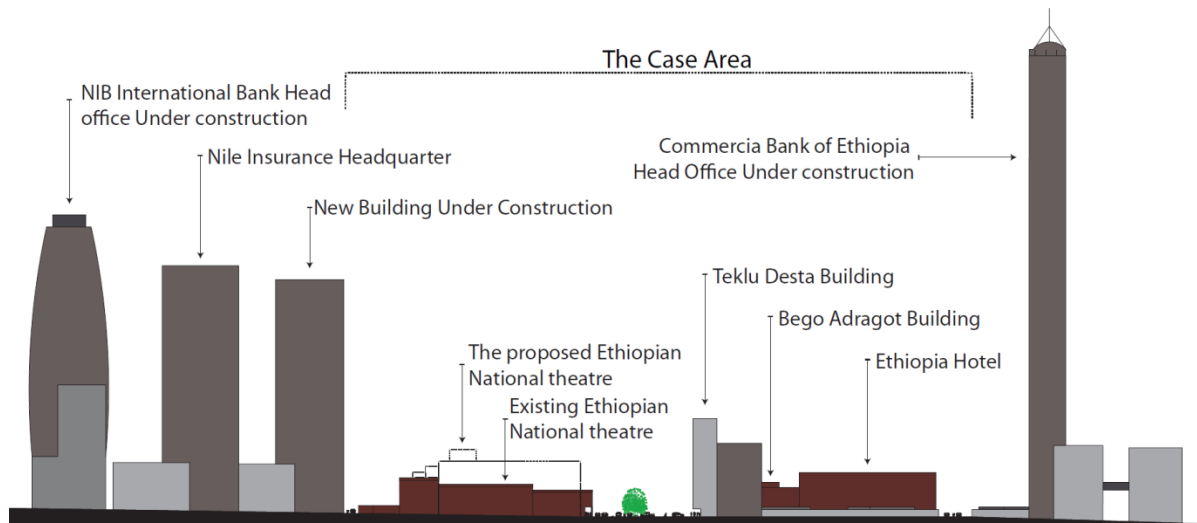 The Case Area
NIB International Bank Head
office Under construction
Nile Insurance Headquarter
Commercia Bank of Ethiopia
Head Office Under construction
New Building Under Construction
Teklu Desta Building
Bego Adragot Building
The proposed Ethiopian
National theatre
Ethiopia Hotel
Existing Ethiopian
National theatre